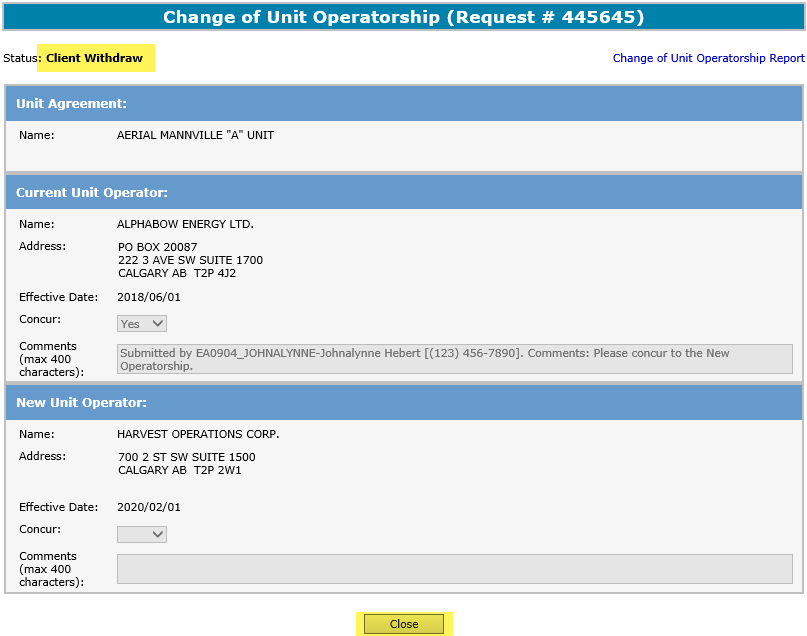 Change of Unit Operatorship (Request # 445645)
Status: Client Withdraw
Change of Unit Operatorship Report
Unit Agreement:
Name: AERIAL MANNVILLE "A" UNIT
Current Unit Operator:
Name: ALPHABOW ENERGY LTD.
Address: PO BOX 20087
222 3 AVE SW SUITE 1700
CALGARY AB  T2P 4J2
Effective Date: 2018/06/01
Concur: Yes
Comments
(max 400
characters):
Submitted by EA0904_JOHNALYNNE-Johnalynne Hebert [(123) 456-7890]. Comments: Please concur to the New
Operatorship.
New Unit Operator:
Name: HARVEST OPERATIONS CORP.
Address: 700 2 ST SW SUITE 1500
CALGARY AB  T2P 2W1
Effective Date: 2020/02/01
Concur:
Comments
(max 400
characters):
Close